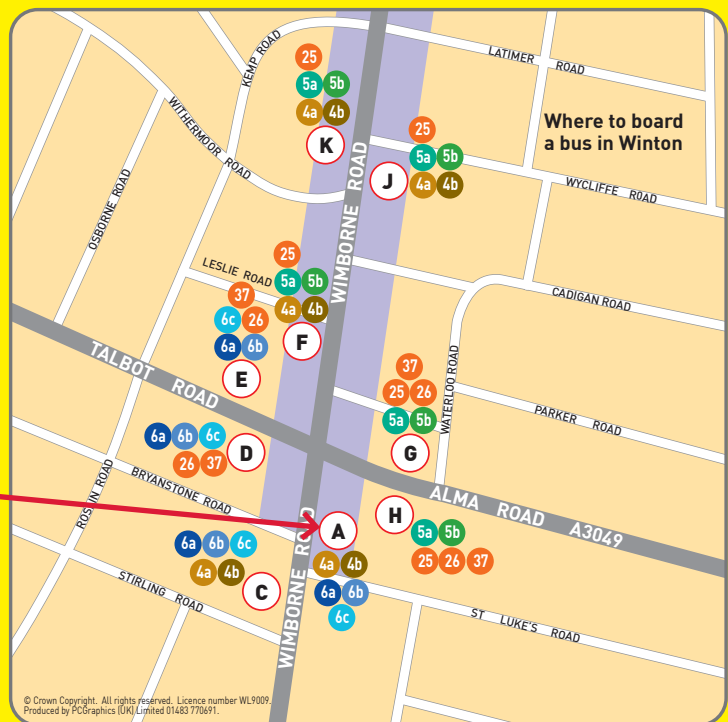 KEMP ROAD
25
5a 5b
4a 4b
K
LATIMER ROAD
Where to board
a bus in Winton
25
5a 5b
4a 4b
J
WITHERMOOR ROAD
WYCLIFFE ROAD
OSBORNE ROAD
WIMBORNE ROAD
LESLIE ROAD
25
5a 5b
4a 4b
F
37
6c 26
6a 6b
E
CADIGAN ROAD
TALBOT ROAD
37
25 26
5a 5b
G
WATERLOO ROAD
PARKER ROAD
6a 6b 6c
26 37
D
BRYANSTONE ROAD
ALMA ROAD A3049
H
5a 5b
25 26 37
A
4a 4b
6a 6b
6c
6a 6b 6c
4a 4b
C
STIRLING ROAD
WIMBORNE ROAD
ST LUKE'S ROAD
© Crown Copyright. All rights reserved. Licence number WL9009.
Produced by PCGraphics (UK) Limited 01483 770691.